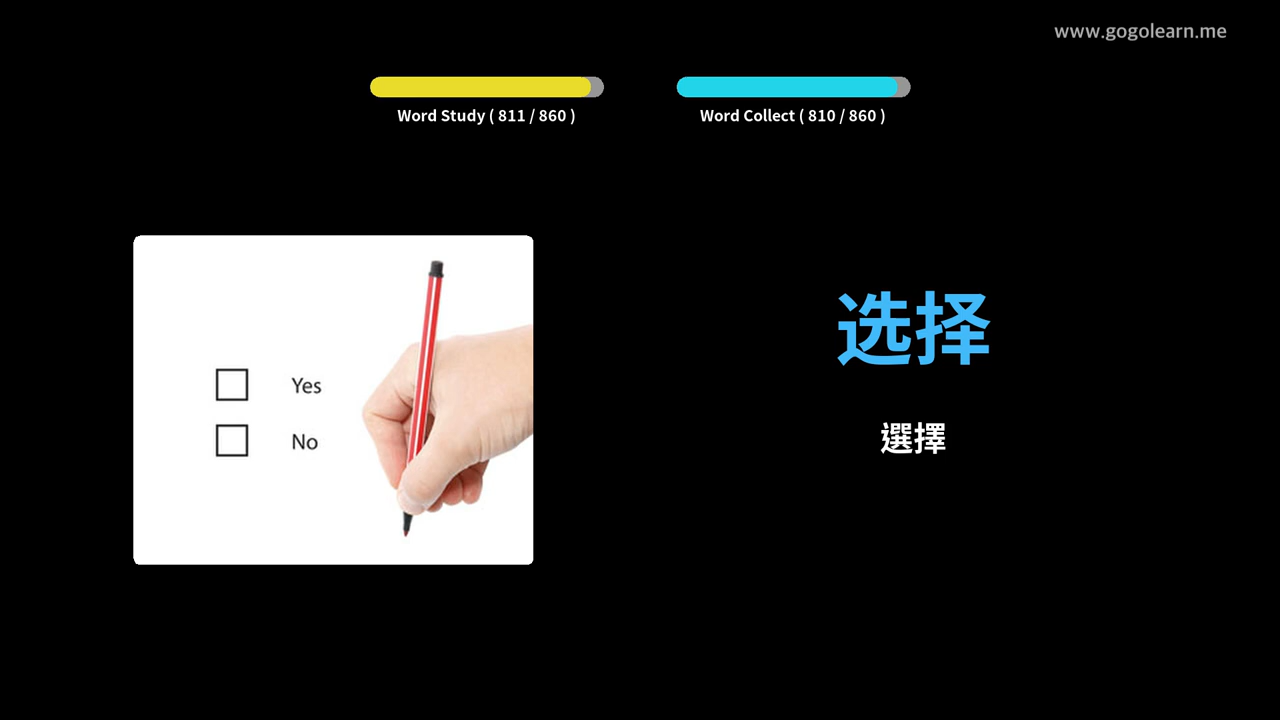 www.gogolearn.me
Word Study ( 811 / 860 )
Word Collect ( 810 / 860 )
Yes
No
选择
選擇